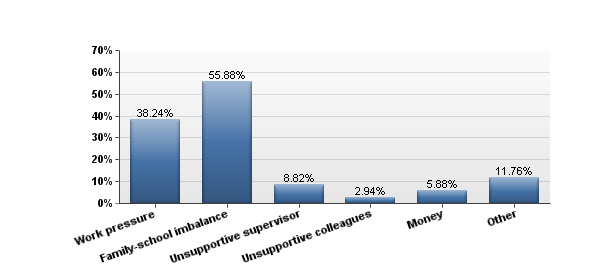 70%
60%
50%
40%
30%
20%
10%
0%
38.24%
55.88%
8.82%
2.94%
5.88%
11.76%
Work pressure
Family-school imbalance
Unsupportive supervisor
Unsupportive colleagues
Money
Other